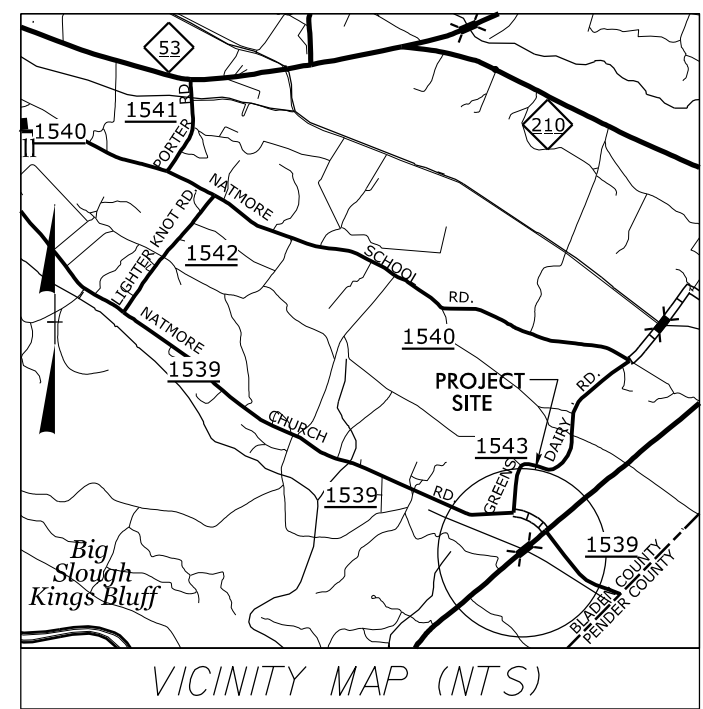 53
1541
PORTER RD
210
1540
ll
NATMORE SCHOOL RD.
LIGHTER KNOT RD.
1542
NATMORE CHURCH RD.
1539
1540
PROJECT
SITE
GREENS DAIRY RD.
1543
1539
1539
Big
Slough
Kings Bluff
BLADEN COUNTY
PENDER COUNTY
VICINITY MAP (NTS)